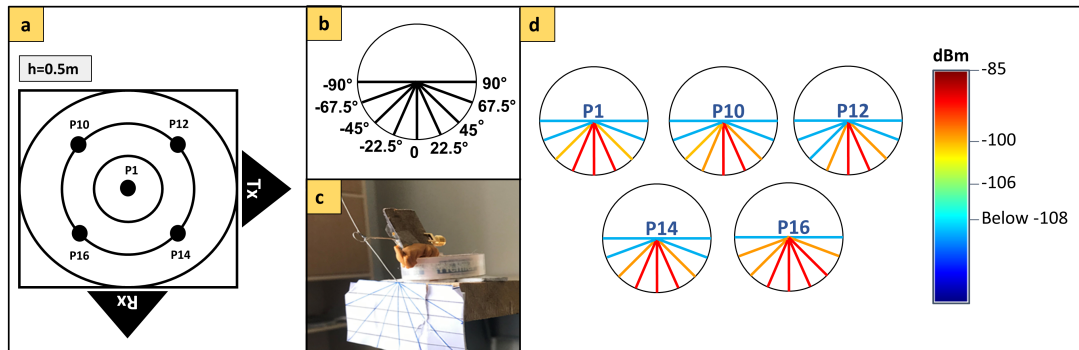 a
h=0.5m
P10
P12
P1
P16
P14
Tx
Rx
b
-90°
90°
-67.5°
67.5°
-45°
45°
-22.5°
0
22.5°
c
d
P1
P10
P12
P14
P16
dBm
-85
-100
-106
Below -108